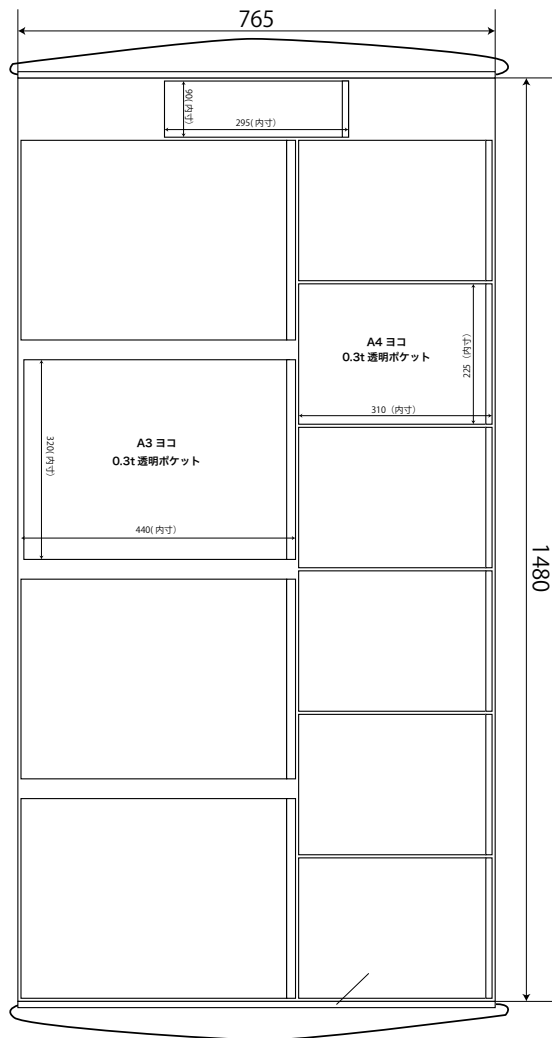 765
90(内寸)
295(内寸)
A4 ヨコ
0.3t 透明ポケット
225（内寸）
310（内寸）
A3 ヨコ
0.3t 透明ポケット
320(内寸)
440(内寸)
1480